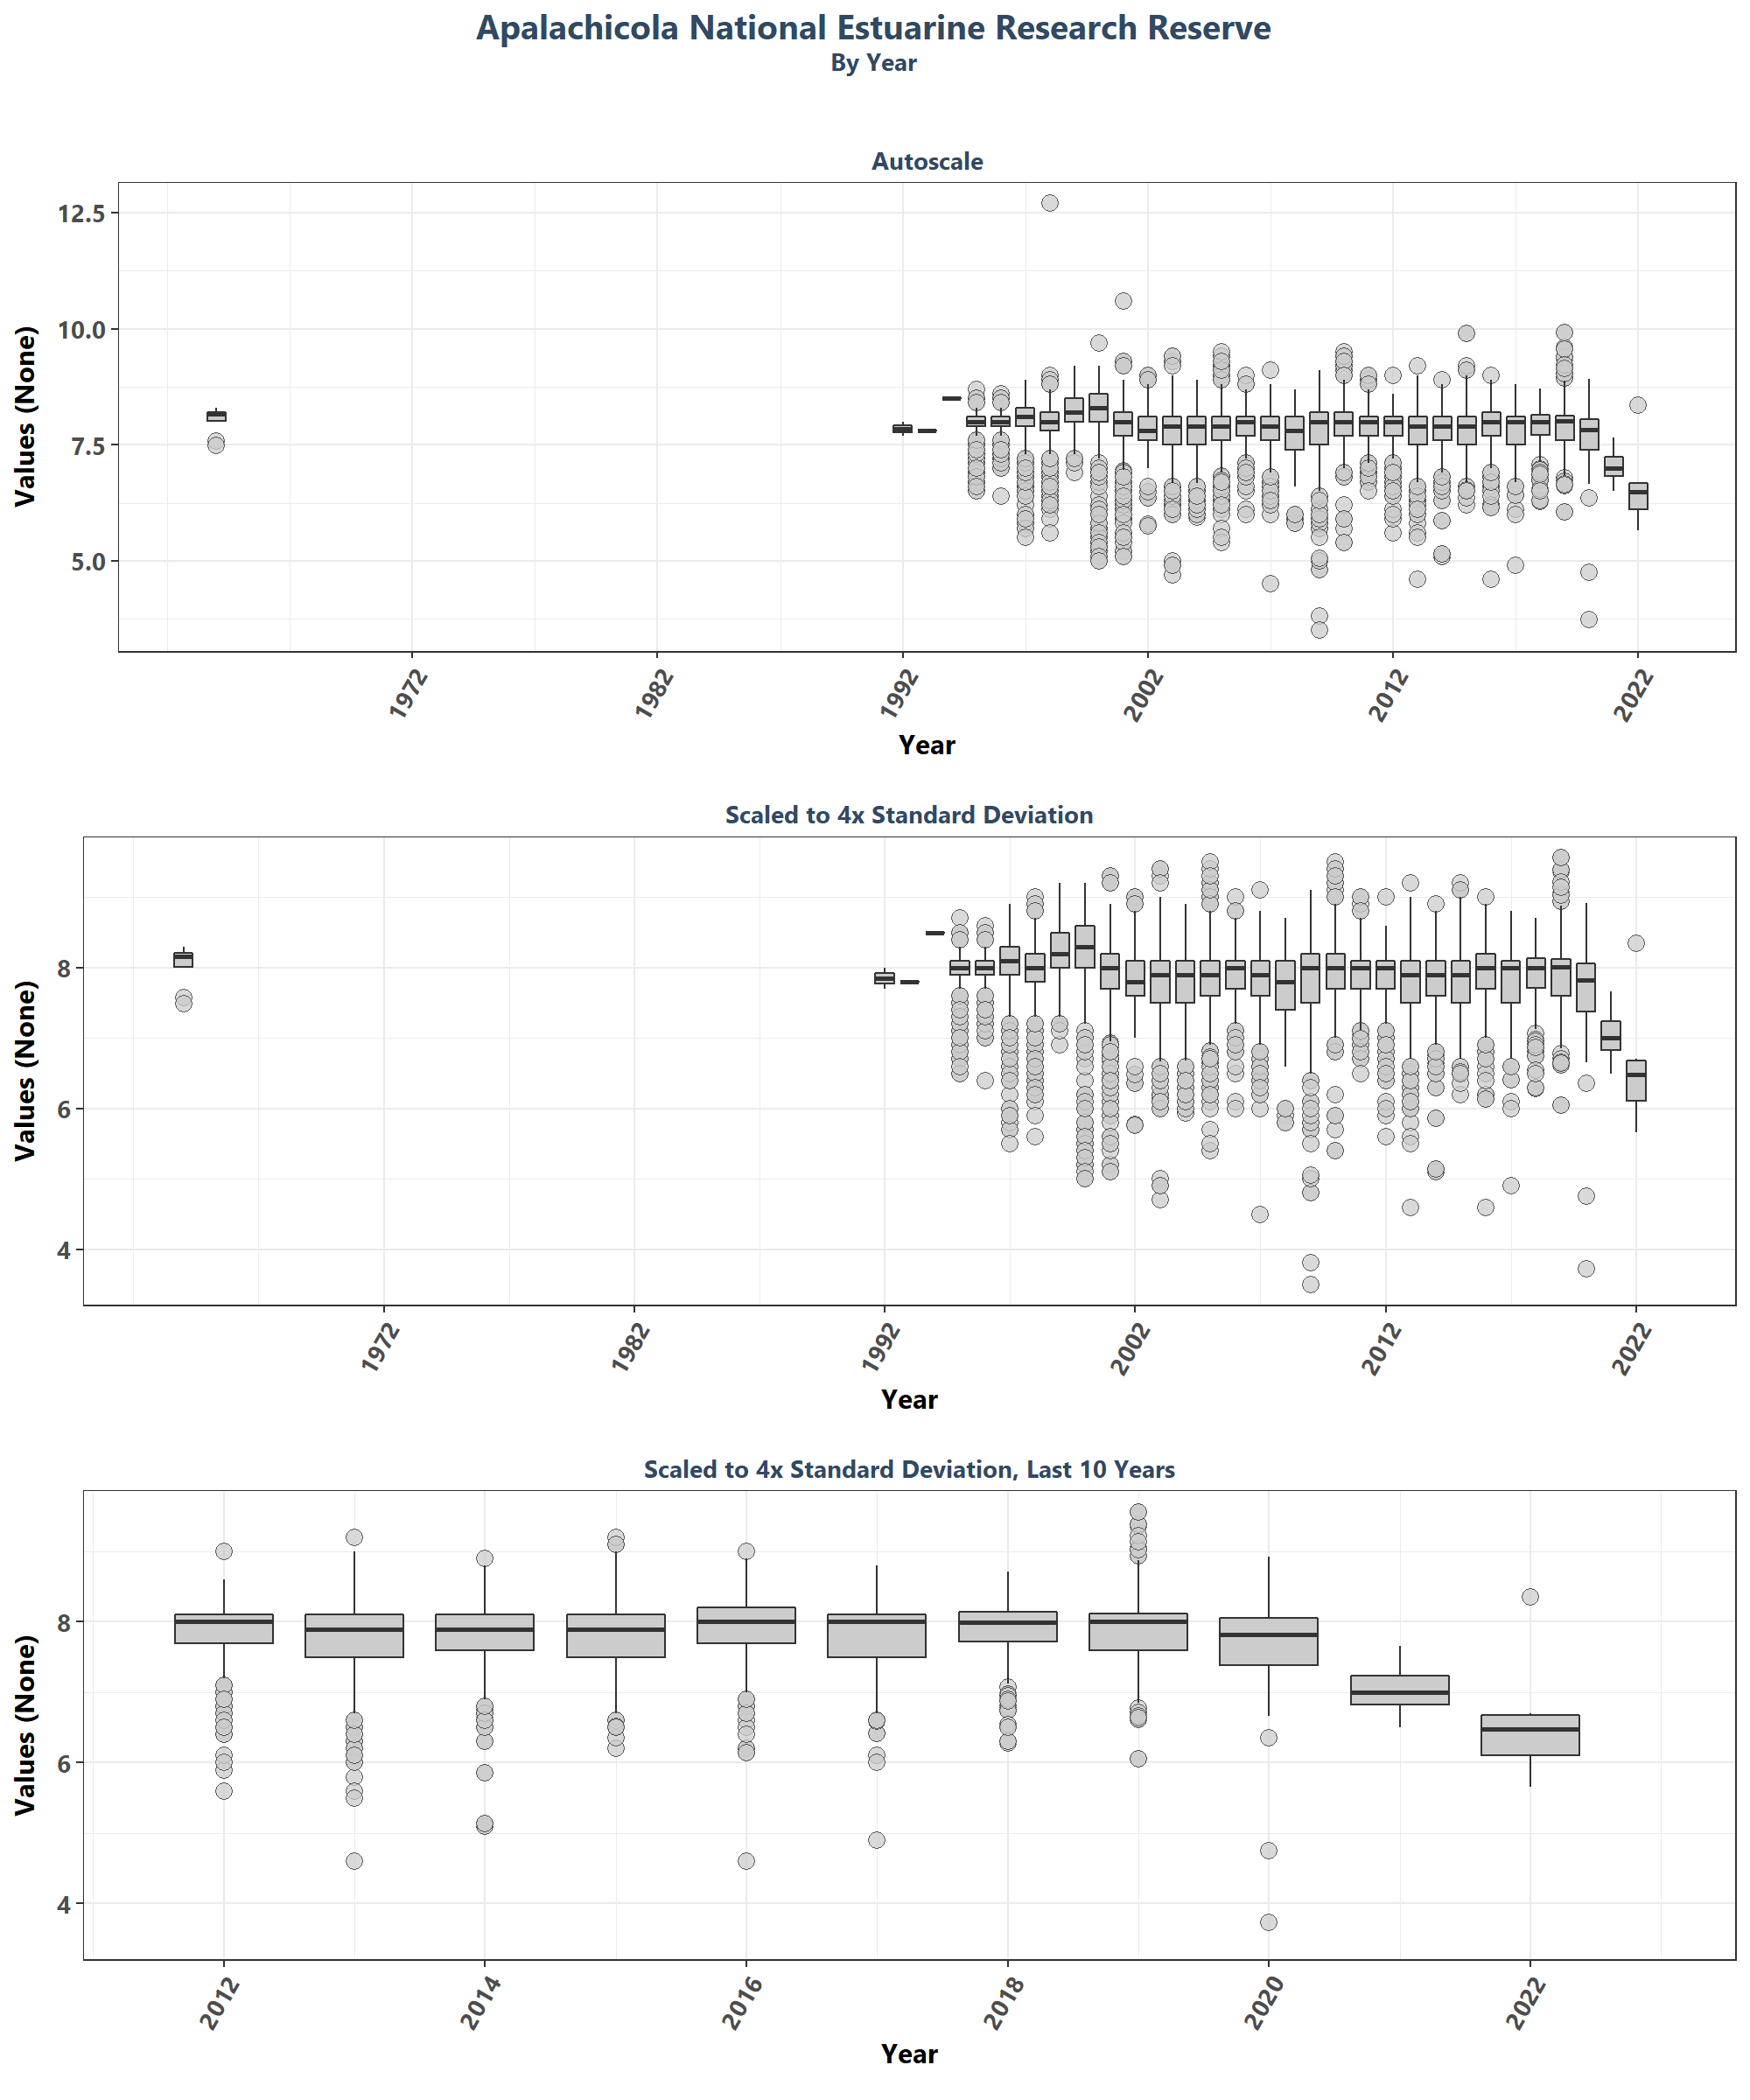 Apalachicola National Estuarine Research Reserve
By Year
Autoscale
Values (None)
12.5
10.0
7.5
5.0
1972 1982 1992 2002 2012 2022
Year
Scaled to 4x Standard Deviation
Values (None)
8
6
4
1972 1982 1992 2002 2012 2022
Year
Scaled to 4x Standard Deviation, Last 10 Years
Values (None)
8
6
4
2012 2014 2016 2018 2020 2022
Year